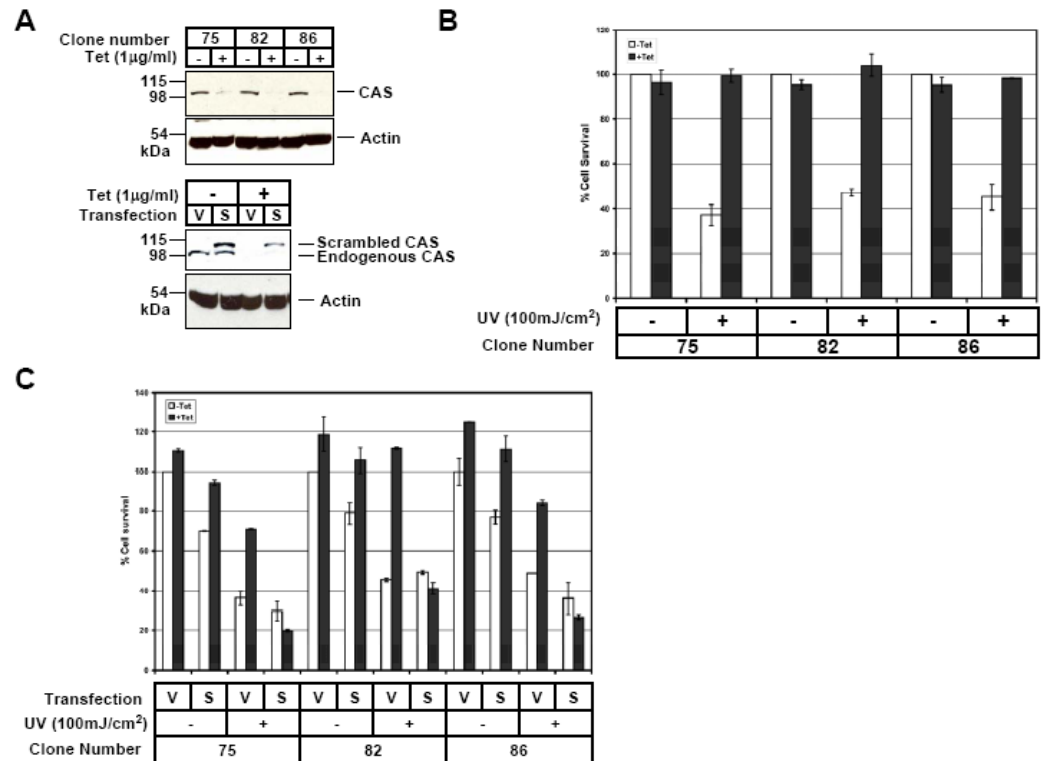 A
Clone number 75 82 86
Tet (1µg/ml) - + - + - +
115
98
CAS
54
kDa
Actin
Tet (1µg/ml) - +
Transfection V S V S
115
98
Scrambled CAS
Endogenous CAS
54
kDa
Actin
B
120
100
80
60
40
20
0
% Cell Survival
-Tet
+Tet
UV (100mJ/cm²) - + - + - +
Clone Number 75 82 86
C
140
120
100
80
60
40
20
0
% Cell survival
-Tet
+Tet
Transfection V S V S V S V S V S V S
UV (100mJ/cm²) - + - + - +
Clone Number 75 82 86